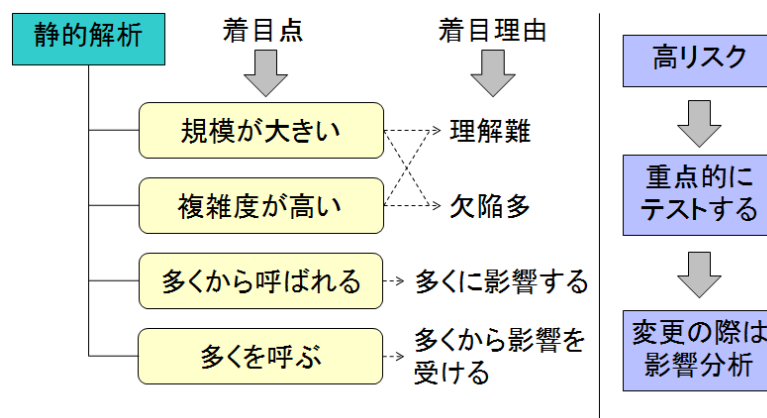 静的解析
着目点
着目理由
規模が大きい
理解難
複雑度が高い
欠陥多
多くから呼ばれる
多くに影響する
多くを呼ぶ
多くから影響を
受ける
高リスク
重点的に
テストする
変更の際は
影響分析